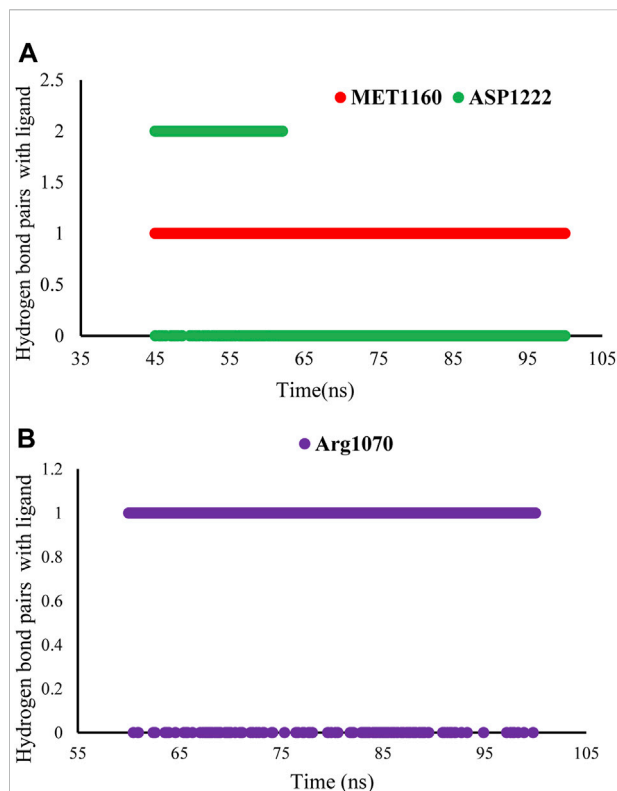 A
Hydrogen bond pairs with ligand
MET1160 ASP1222
2.5
2
1.5
1
0.5
0
35 45 55 65 75 85 95 105
Time(ns)
B
Hydrogen bond pairs with ligand
Arg1070
1.2
1
0.8
0.6
0.4
0.2
0
55 65 75 85 95 105
Time (ns)